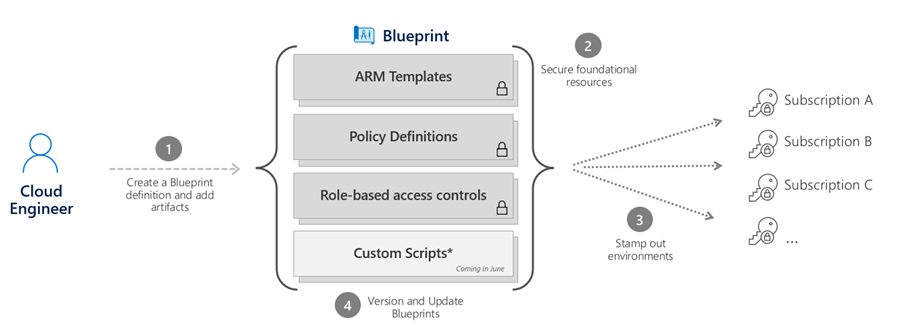 Blueprint
2
ARM Templates
Secure foundational
resources
Subscription A
1
Policy Definitions
Subscription B
Create a Blueprint
definition and add
artifacts
Cloud
Engineer
Role-based access controls
Subscription C
3
Stamp out
environments
...
Custom Scripts*
Coming in June
4
Version and Update
Blueprints